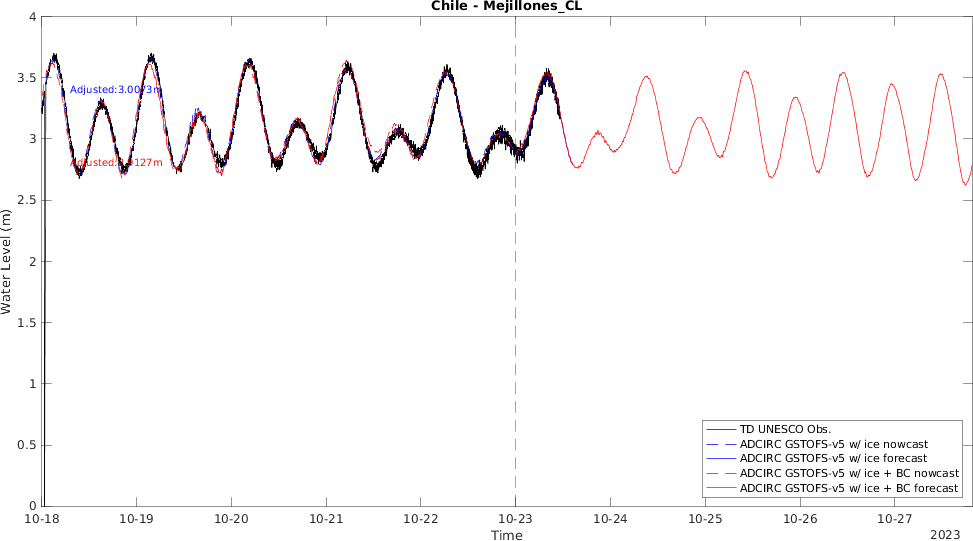 Chile - Mejillones_CL
4
3.5
3
2.5
2
1.5
1
0.5
0
Water Level (m)
Adjusted:3.0073m
10-18
10-19
10-20
10-21
10-22
10-23
10-24
10-25
10-26
10-27
Time
2023
TD UNESCO Obs.
ADCIRC GSTOFS-v5 w/ ice nowcast
ADCIRC GSTOFS-v5 w/ ice forecast
ADCIRC GSTOFS-v5 w/ ice + BC nowcast
ADCIRC GSTOFS-v5 w/ ice + BC forecast